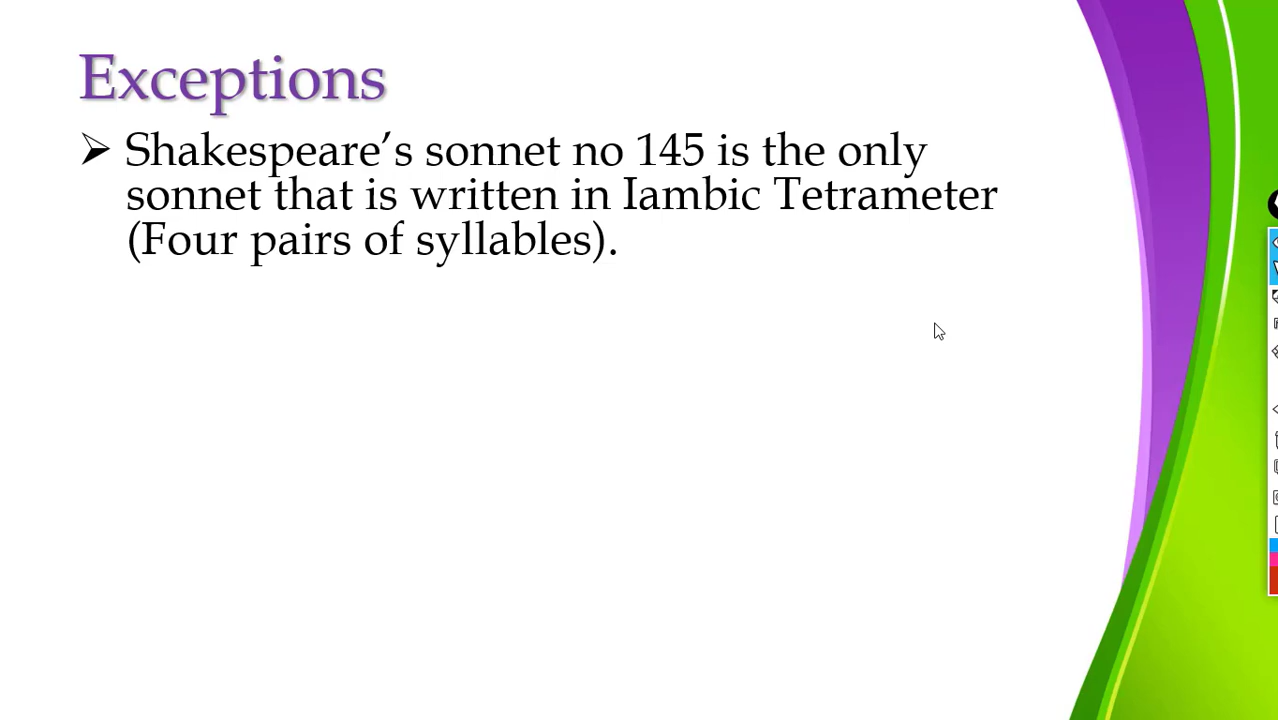 Exceptions
➢ Shakespeare’s sonnet no 145 is the only
sonnet that is written in Iambic Tetrameter
(Four pairs of syllables).